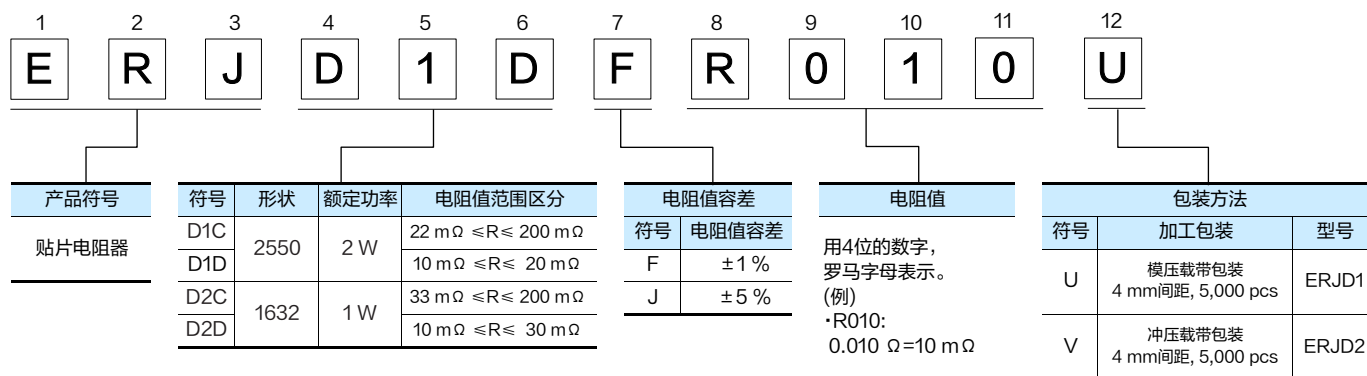 1 2 3 4 5 6 7 8 9 10 11 12
E R J D 1 D F R 0 1 0 U
产品符号
贴片电阻器
符号 形状 额定功率 电阻值范围区分
D1C 2550 2 W 22 mΩ ≤R≤ 200 mΩ
D1D 10 mΩ ≤R≤ 20 mΩ
D2C 1632 1 W 33 mΩ ≤R≤ 200 mΩ
D2D 10 mΩ ≤R≤ 30 mΩ
电阻值容差
符号 电阻值容差
F ±1 %
J ±5 %
电阻值
用4位的数字,
罗马字母表示。
(例)
·R010:
0.010 Ω=10 mΩ
包装方法
符号 加工包装 型号
U 模压载带包装 ERJD1
4 mm间距, 5,000 pcs
V 冲压载带包装 ERJD2
4 mm间距, 5,000 pcs